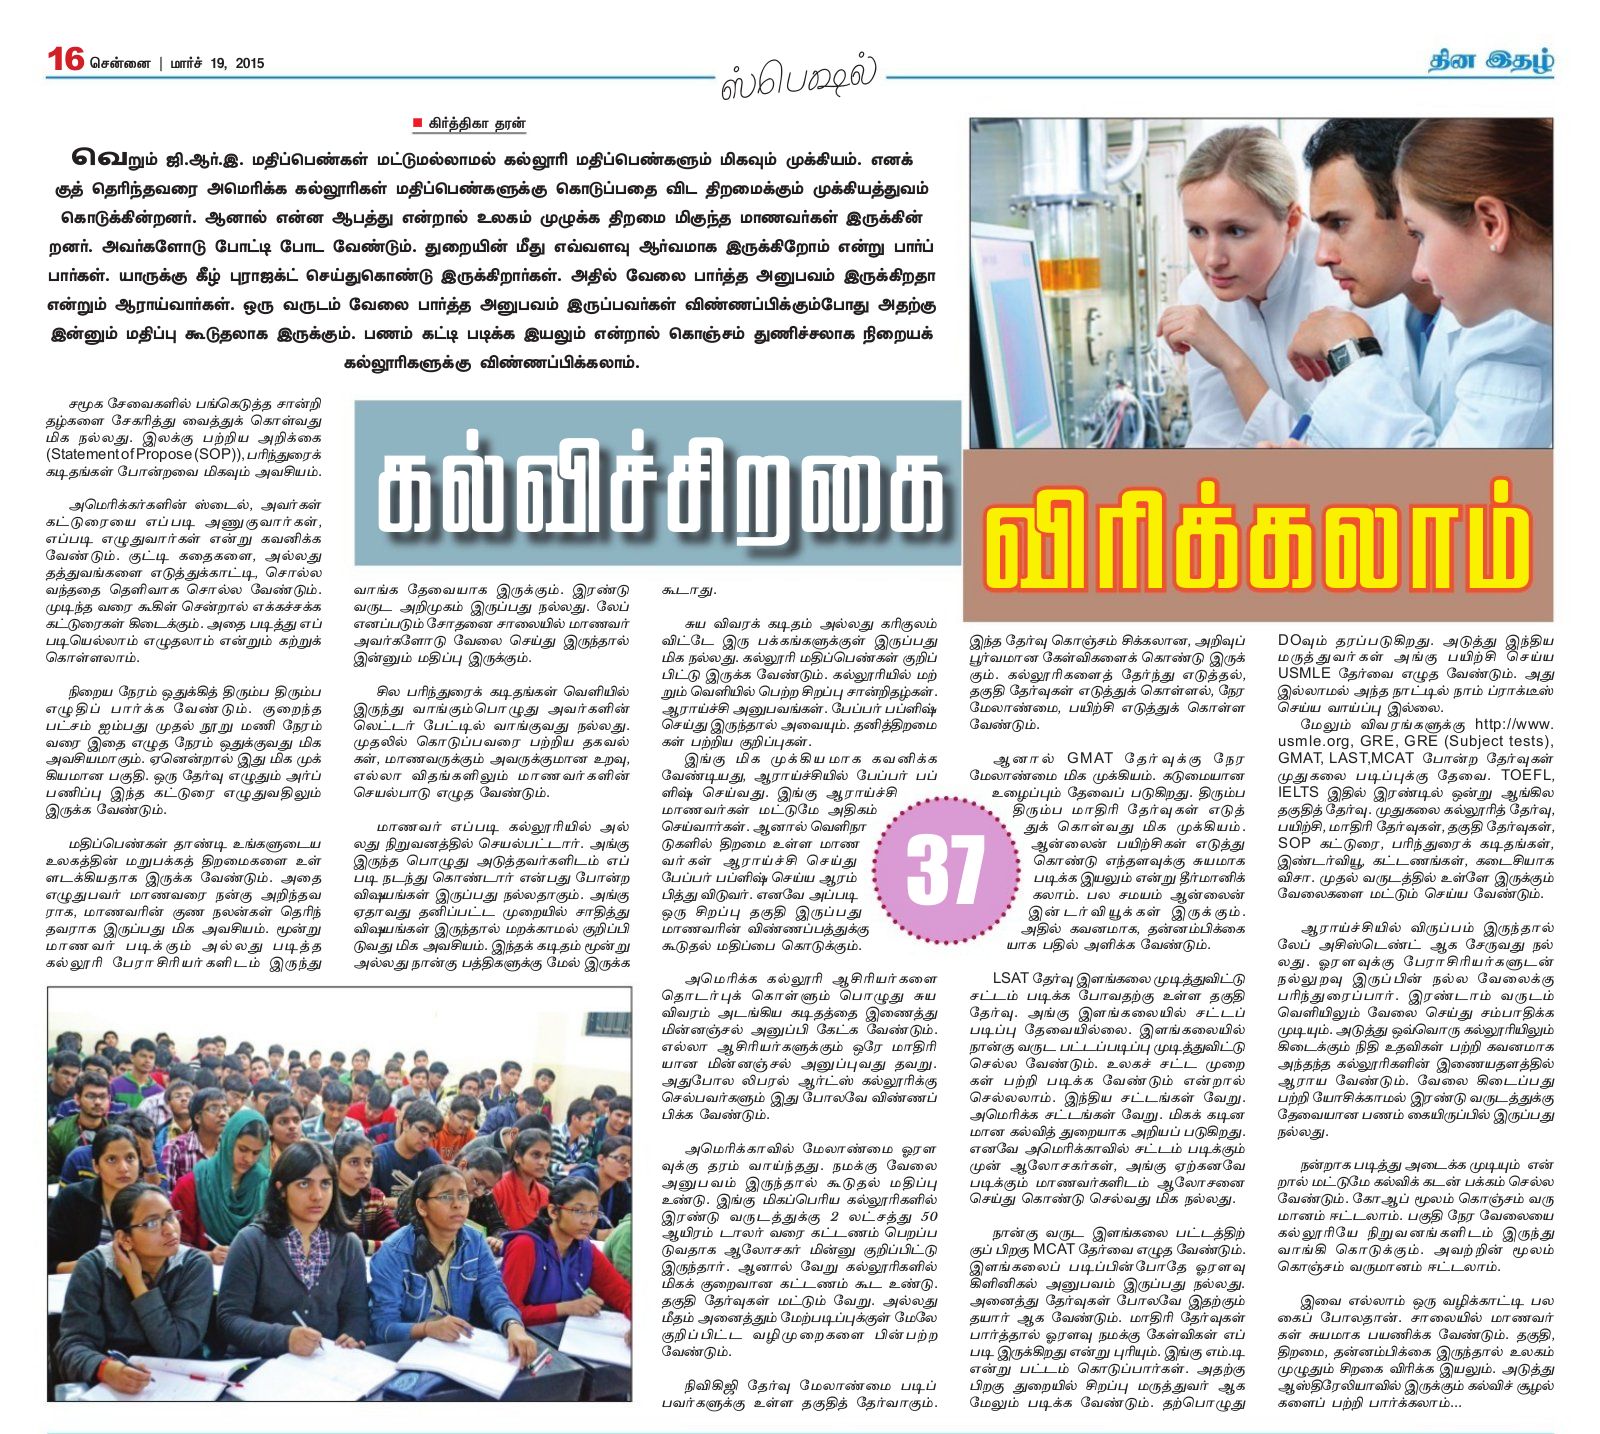 16 சென்னை | மார்ச் 19, 2015
ஸ்பெஷல்
தின இதழ்
■ கிர்த்திகா தரன்
வெறும் ஜி.ஆர்.இ. மதிப்பெண்கள் மட்டுமல்லாமல் கல்லூரி மதிப்பெண்களும் மிகவும் முக்கியம். எனக்
குத் தெரிந்தவரை அமெரிக்க கல்லூரிகள் மதிப்பெண்களுக்கு கொடுப்பதை விட திறமைக்கும் முக்கியத்துவம்
கொடுக்கின்றனர். ஆனால் என்ன ஆபத்து என்றால் உலகம் முழுக்க திறமை மிகுந்த மாணவர்கள் இருக்கின்
றனர். அவர்களோடு போட்டி போட வேண்டும். துறையின் மீது எவ்வளவு ஆர்வமாக இருக்கிறோம் என்று பார்ப்
பார்கள். யாருக்கு கீழ் புராஜக்ட் செய்துகொண்டு இருக்கிறார்கள். அதில் வேலை பார்த்த அனுபவம் இருக்கிறதா
என்றும் ஆராய்வார்கள். ஒரு வருடம் வேலை பார்த்த அனுபவம் இருப்பவர்கள் விண்ணப்பிக்கும்போது அதற்கு
இன்னும் மதிப்பு கூடுதலாக இருக்கும். பணம் கட்டி படிக்க இயலும் என்றால் கொஞ்சம் துணிச்சலாக நிறையக்
கல்லூரிகளுக்கு விண்ணப்பிக்கலாம்.
கல்விச்சிறகை
விரிக்கலாம்
சமூக சேவைகளில் பங்கெடுத்த சான்றி
தழ்களை சேகரித்து வைத்துக் கொள்வது
மிக நல்லது. இலக்கு பற்றிய அறிக்கை
(Statement of Propose (SOP)), பரிந்துரைக்
கடிதங்கள் போன்றவை மிகவும் அவசியம்.
அமெரிக்கர்களின் ஸ்டைல், அவர்கள்
கட்டுரையை எப்படி அணுகுவார்கள்,
எப்படி எழுதுவார்கள் என்று கவனிக்க
வேண்டும். குட்டி கதைகளை, அல்லது
தத்துவங்களை எடுத்துக்காட்டி, சொல்ல
வந்ததை தெளிவாக சொல்ல வேண்டும்.
முடிந்த வரை கூகிள் சென்றால் எக்கச்சக்க
கட்டுரைகள் கிடைக்கும். அதை படித்து எப்
படியெல்லாம் எழுதலாம் என்றும் கற்றுக்
கொள்ளலாம்.
நிறைய நேரம் ஒதுக்கித் திரும்ப திரும்ப
எழுதிப் பார்க்க வேண்டும். குறைந்த
பட்சம் ஐம்பது முதல் நூறு மணி நேரம்
வரை இதை எழுத நேரம் ஒதுக்குவது மிக
அவசியமாகும். ஏனென்றால் இது மிக முக்
கியமான பகுதி. ஒரு தேர்வு எழுதும் அர்ப்
பணிப்பு இந்த கட்டுரை எழுதுவதிலும்
இருக்க வேண்டும்.
மதிப்பெண்கள் தாண்டி உங்களுடைய
உலகத்தின் மறுபக்கத் திறமைகளை உள்
ளடக்கியதாக இருக்க வேண்டும். அதை
எழுதுபவர் மாணவரை நன்கு அறிந்தவ
ராக, மாணவரின் குண நலன்கள் தெரிந்
தவராக இருப்பது மிக அவசியம். மூன்று
மாணவர் படிக்கும் அல்லது படித்த
கல்லூரி பேராசிரியர்களிடம் இருந்து
வாங்க தேவையாக இருக்கும். இரண்டு
வருட அறிமுகம் இருப்பது நல்லது. லேப்
எனப்படும் சோதனை சாலையில் மாணவர்
அவர்களோடு வேலை செய்து இருந்தால்
இன்னும் மதிப்பு இருக்கும்.
சில பரிந்துரைக் கடிதங்கள் வெளியில்
இருந்து வாங்கும்பொழுது அவர்களின்
லெட்டர் பேட்டில் வாங்குவது நல்லது.
முதலில் கொடுப்பவரை பற்றிய தகவல்
கள், மாணவருக்கும் அவருக்குமான உறவு,
எல்லா விதங்களிலும் மாணவர்களின்
செயல்பாடு எழுத வேண்டும்.
மாணவர் எப்படி கல்லூரியில் அல்
லது நிறுவனத்தில் செயல்பட்டார். அங்கு
இருந்த பொழுது அடுத்தவர்களிடம் எப்
படி நடந்து கொண்டார் என்பது போன்ற
விஷயங்கள் இருப்பது நல்லதாகும். அங்கு
ஏதாவது தனிப்பட்ட முறையில் சாதித்து
விஷயங்கள் இருந்தால் மறக்காமல் குறிப்பி
டுவது மிக அவசியம். இந்தக் கடிதம் மூன்று
அல்லது நான்கு பத்திகளுக்கு மேல் இருக்க
கூடாது.
சுய விவரக் கடிதம் அல்லது கரிகுலம்
விட்டே இரு பக்கங்களுக்குள் இருப்பது
மிக நல்லது. கல்லூரி மதிப்பெண்கள் குறிப்
பிட்டு இருக்க வேண்டும். கல்லூரியில் மற்
றும் வெளியில் பெற்ற சிறப்பு சான்றிதழ்கள்.
ஆராய்ச்சி அனுபவங்கள். பேப்பர் பப்ளிஷ்
செய்து இருந்தால் அவையும். தனித்திறமை
கள் பற்றிய குறிப்புகள்.
இங்கு மிக முக்கியமாக கவனிக்க
வேண்டியது, ஆராய்ச்சியில் பேப்பர் பப்
ளிஷ் செய்வது. இங்கு ஆராய்ச்சி
மாணவர்கள் மட்டுமே அதிகம்
செய்வார்கள். ஆனால் வெளிநா
டுகளில் திறமை உள்ள மாண
வர்கள் ஆராய்ச்சி செய்து
பேப்பர் பப்ளிஷ் செய்ய ஆரம்
பித்து விடுவர். எனவே அப்படி
ஒரு சிறப்பு தகுதி இருப்பது
மாணவரின் விண்ணப்பத்துக்கு
கூடுதல் மதிப்பை கொடுக்கும்.
அமெரிக்க கல்லூரி ஆசிரியர்களை
தொடர்புக் கொள்ளும் பொழுது சுய
விவரம் அடங்கிய கடிதத்தை இணைத்து
மின்னஞ்சல் அனுப்பி கேட்க வேண்டும்.
எல்லா ஆசிரியர்களுக்கும் ஒரே மாதிரி
யான மின்னஞ்சல் அனுப்புவது தவறு.
அதுபோல லிபரல் ஆர்ட்ஸ் கல்லூரிக்கு
செல்பவர்களும் இது போலவே விண்ணப்
பிக்க வேண்டும்.
அமெரிக்காவில் மேலாண்மை ஓரள
வுக்கு தரம் வாய்ந்தது. நமக்கு வேலை
அனுபவம் இருந்தால் கூடுதல் மதிப்பு
உண்டு. இங்கு மிகப்பெரிய கல்லூரிகளில்
இரண்டு வருடத்துக்கு 2 லட்சத்து 50
ஆயிரம் டாலர் வரை கட்டணம் பெறப்ப
டுவதாக ஆலோசகர் மின்னு குறிப்பிட்டு
இருந்தார். ஆனால் வேறு கல்லூரிகளில்
மிகக் குறைவான கட்டணம் கூட உண்டு.
தகுதி தேர்வுகள் மட்டும் வேறு. அல்லது
மீதம் அனைத்தும் மேற்படிப்புக்குள் மேலே
குறிப்பிட்ட வழிமுறைகளை பின்பற்ற
வேண்டும்.
நிவிகிஜி தேர்வு மேலாண்மை படிப்
பவர்களுக்கு உள்ள தகுதித் தேர்வாகும்.
37
இந்த தேர்வு கொஞ்சம் சிக்கலான, அறிவுப்
பூர்வமான கேள்விகளைக் கொண்டு இருக்
கும். கல்லூரிகளைத் தேர்ந்து எடுத்தல்,
தகுதி தேர்வுகள் எடுத்துக் கொள்ளல், நேர
மேலாண்மை, பயிற்சி எடுத்துக் கொள்ள
வேண்டும்.
ஆனால் GMAT தேர்வுக்கு நேர
மேலாண்மை மிக முக்கியம். கடுமையான
உழைப்பும் தேவைப் படுகிறது. திரும்ப
திரும்ப மாதிரி தேர்வுகள் எடுத்
துக் கொள்வது மிக முக்கியம்.
ஆன்லைன் பயிற்சிகள் எடுத்து
கொண்டு எந்தளவுக்கு சுயமாக
படிக்க இயலும் என்று தீர்மானிக்
கலாம். பல சமயம் ஆன்லைன்
இன்டர்வியூக்கள் இருக்கும்.
அதில் கவனமாக, தன்னம்பிக்கை
யாக பதில் அளிக்க வேண்டும்.
LSAT தேர்வு இளங்கலை முடித்துவிட்டு
சட்டம் படிக்க போவதற்கு உள்ள தகுதி
தேர்வு. அங்கு இளங்கலையில் சட்டப்
படிப்பு தேவையில்லை. இளங்கலையில்
நான்கு வருட பட்டப்படிப்பு முடித்துவிட்டு
செல்ல வேண்டும். உலகச் சட்ட முறை
கள் பற்றி படிக்க வேண்டும் என்றால்
செல்லலாம். இந்திய சட்டங்கள் வேறு.
அமெரிக்க சட்டங்கள் வேறு. மிகக் கடின
மான கல்வித் துறையாக அறியப் படுகிறது.
எனவே அமெரிக்காவில் சட்டம் படிக்கும்
முன் ஆலோசகர்கள், அங்கு ஏற்கனவே
படிக்கும் மாணவர்களிடம் ஆலோசனை
செய்து கொண்டு செல்வது மிக நல்லது.
நான்கு வருட இளங்கலை பட்டத்திற்
குப் பிறகு MCAT தேர்வை எழுத வேண்டும்.
இளங்கலைப் படிப்பின்போதே ஓரளவு
கிளினிகல் அனுபவம் இருப்பது நல்லது.
அனைத்து தேர்வுகள் போலவே இதற்கும்
தயார் ஆக வேண்டும். மாதிரி தேர்வுகள்
பார்த்தால் ஓரளவு நமக்கு கேள்விகள் எப்
படி இருக்கிறது என்று புரியும். இங்கு எம்.டி
என்று பட்டம் கொடுப்பார்கள். அதற்கு
பிறகு துறையில் சிறப்பு மருத்துவர் ஆக
மேலும் படிக்க வேண்டும். தற்பொழுது
DOவும் தரப்படுகிறது. அடுத்து இந்திய
மருத்துவர்கள் அங்கு பயிற்சி செய்ய
USMLE தேர்வை எழுத வேண்டும். அது
இல்லாமல் அந்த நாட்டில் நாம் ப்ராக்டீஸ்
செய்ய வாய்ப்பு இல்லை.
மேலும் விவரங்களுக்கு http://www.
usmle.org, GRE, GRE (Subject tests),
GMAT, LAST,MCAT போன்ற தேர்வுகள்
முதுகலை படிப்புக்கு தேவை. TOEFL,
IELTS இதில் இரண்டில் ஒன்று ஆங்கில
தகுதித் தேர்வு. முதுகலை கல்லூரித் தேர்வு,
பயிற்சி, மாதிரி தேர்வுகள், தகுதி தேர்வுகள்,
SOP கட்டுரை, பரிந்துரைக் கடிதங்கள்,
இண்டர்வியூ, கட்டணங்கள், கடைசியாக
விசா. முதல் வருடத்தில் உள்ளே இருக்கும்
வேலைகளை மட்டும் செய்ய வேண்டும்.
ஆராய்ச்சியில் விருப்பம் இருந்தால்
லேப் அசிஸ்டெண்ட் ஆக சேருவது நல்
லது. ஓரளவுக்கு பேராசிரியர்களுடன்
நல்லுறவு இருப்பின் நல்ல வேலைக்கு
பரிந்துரைப்பார். இரண்டாம் வருடம்
வெளியிலும் வேலை செய்து சம்பாதிக்க
முடியும். அடுத்து ஒவ்வொரு கல்லூரியிலும்
கிடைக்கும் நிதி உதவிகள் பற்றி கவனமாக
அந்தந்த கல்லூரிகளின் இணையதளத்தில்
ஆராய வேண்டும். வேலை கிடைப்பது
பற்றி யோசிக்காமல் இரண்டு வருடத்துக்கு
தேவையான பணம் கையிருப்பில் இருப்பது
நல்லது.
நன்றாக படித்து அடைக்க முடியும் என்
றால் மட்டுமே கல்விக் கடன் பக்கம் செல்ல
வேண்டும். கோஆப் மூலம் கொஞ்சம் வரு
மானம் ஈட்டலாம். பகுதி நேர வேலையை
கல்லூரியே நிறுவனங்களிடம் இருந்து
வாங்கி கொடுக்கும். அவற்றின் மூலம்
கொஞ்சம் வருமானம் ஈட்டலாம்.
இவை எல்லாம் ஒரு வழிக்காட்டி பல
கைப் போலதான். சாலையில் மாணவர்
கள் சுயமாக பயணிக்க வேண்டும். தகுதி,
திறமை, தன்னம்பிக்கை இருந்தால் உலகம்
முழுதும் சிறகை விரிக்க இயலும். அடுத்து
ஆஸ்திரேலியாவில் இருக்கும் கல்விச் சூழல்
களைப் பற்றி பார்க்கலாம்...